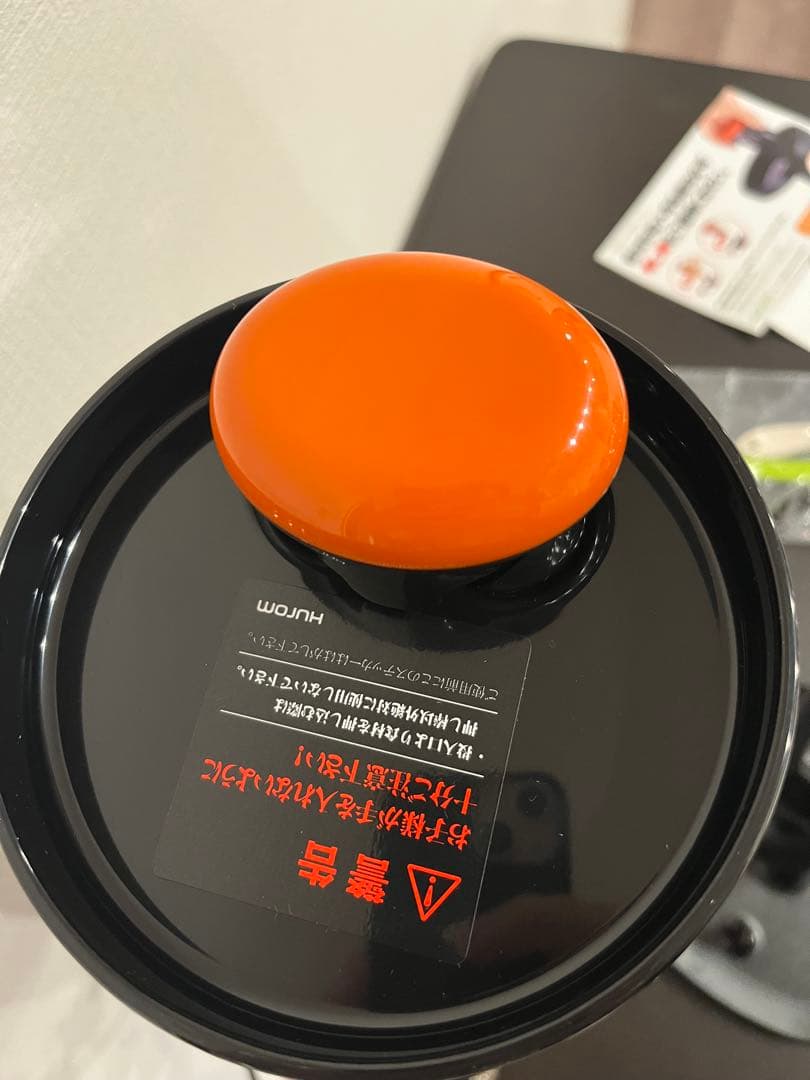 警告
お子様が手を入れないように
十分ご注意下さい！
・投入口より食材を押し込む際は
押し棒以外絶対に使用しないで下さい。
ご使用前にこのステッカーははがして下さい。
Hurom